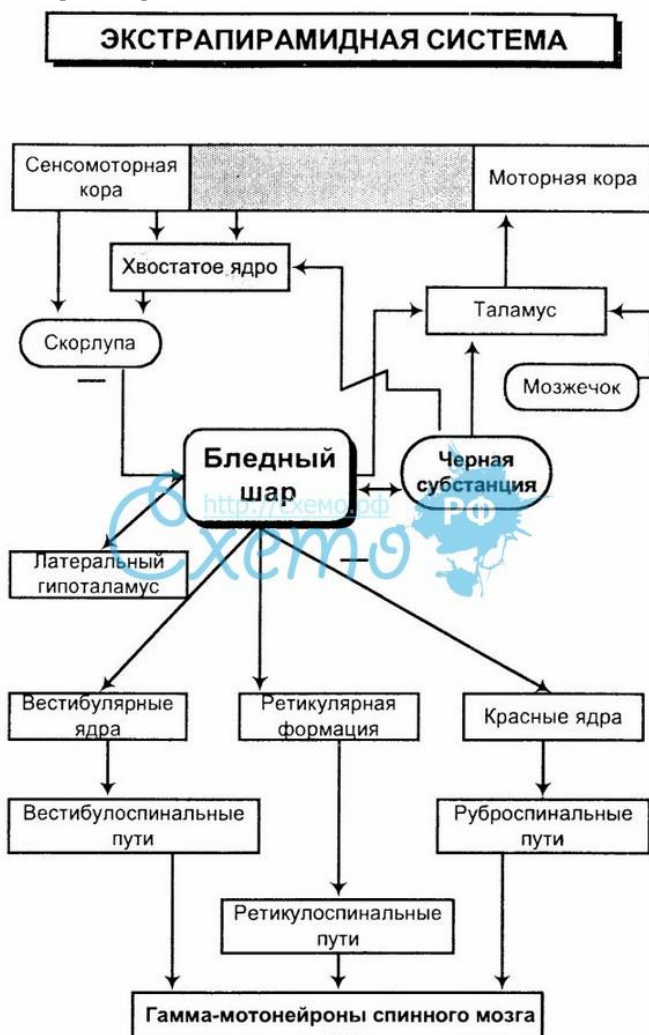 ЭКСТРАПИРАМИДНАЯ СИСТЕМА
Сенсомоторная
кора
Моторная кора
Хвостатое ядро
Таламус
Скорлупа
Мозжечок
Бледный
шар
Черная
субстанция
http://схемо.рф
Схемо
РФ
Латеральный
гипоталамус
Вестибулярные
ядра
Ретикулярная
формация
Красные ядра
Вестибулоспинальные
пути
Руброспинальные
пути
Ретикулоспинальные
пути
Гамма-мотонейроны спинного мозга